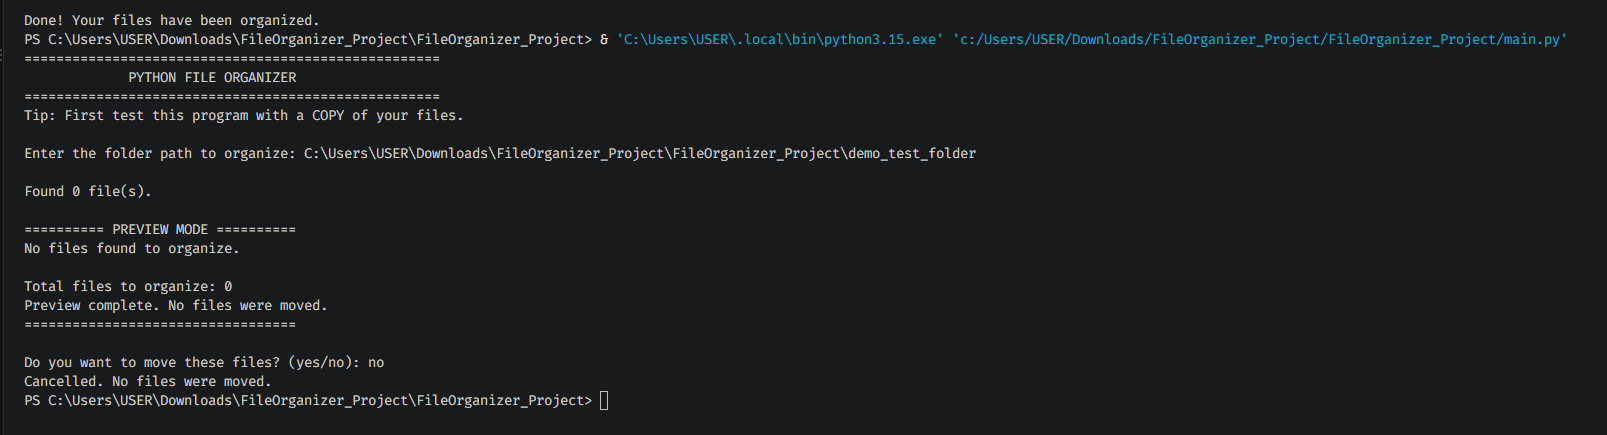 Done! Your files have been organized.
PS C:\Users\USER\Downloads\FileOrganizer_Project\FileOrganizer_Project> & 'C:\Users\USER\.local\bin\python3.15.exe' 'c:/Users/USER/Downloads/FileOrganizer_Project/FileOrganizer_Project/main.py'
====================================================
             PYTHON FILE ORGANIZER
====================================================
Tip: First test this program with a COPY of your files.
Enter the folder path to organize: C:\Users\USER\Downloads\FileOrganizer_Project\FileOrganizer_Project\demo_test_folder
Found 0 file(s).
========== PREVIEW MODE ==========
No files found to organize.
Total files to organize: 0
Preview complete. No files were moved.
==================================
Do you want to move these files? (yes/no): no
Cancelled. No files were moved.
PS C:\Users\USER\Downloads\FileOrganizer_Project\FileOrganizer_Project>